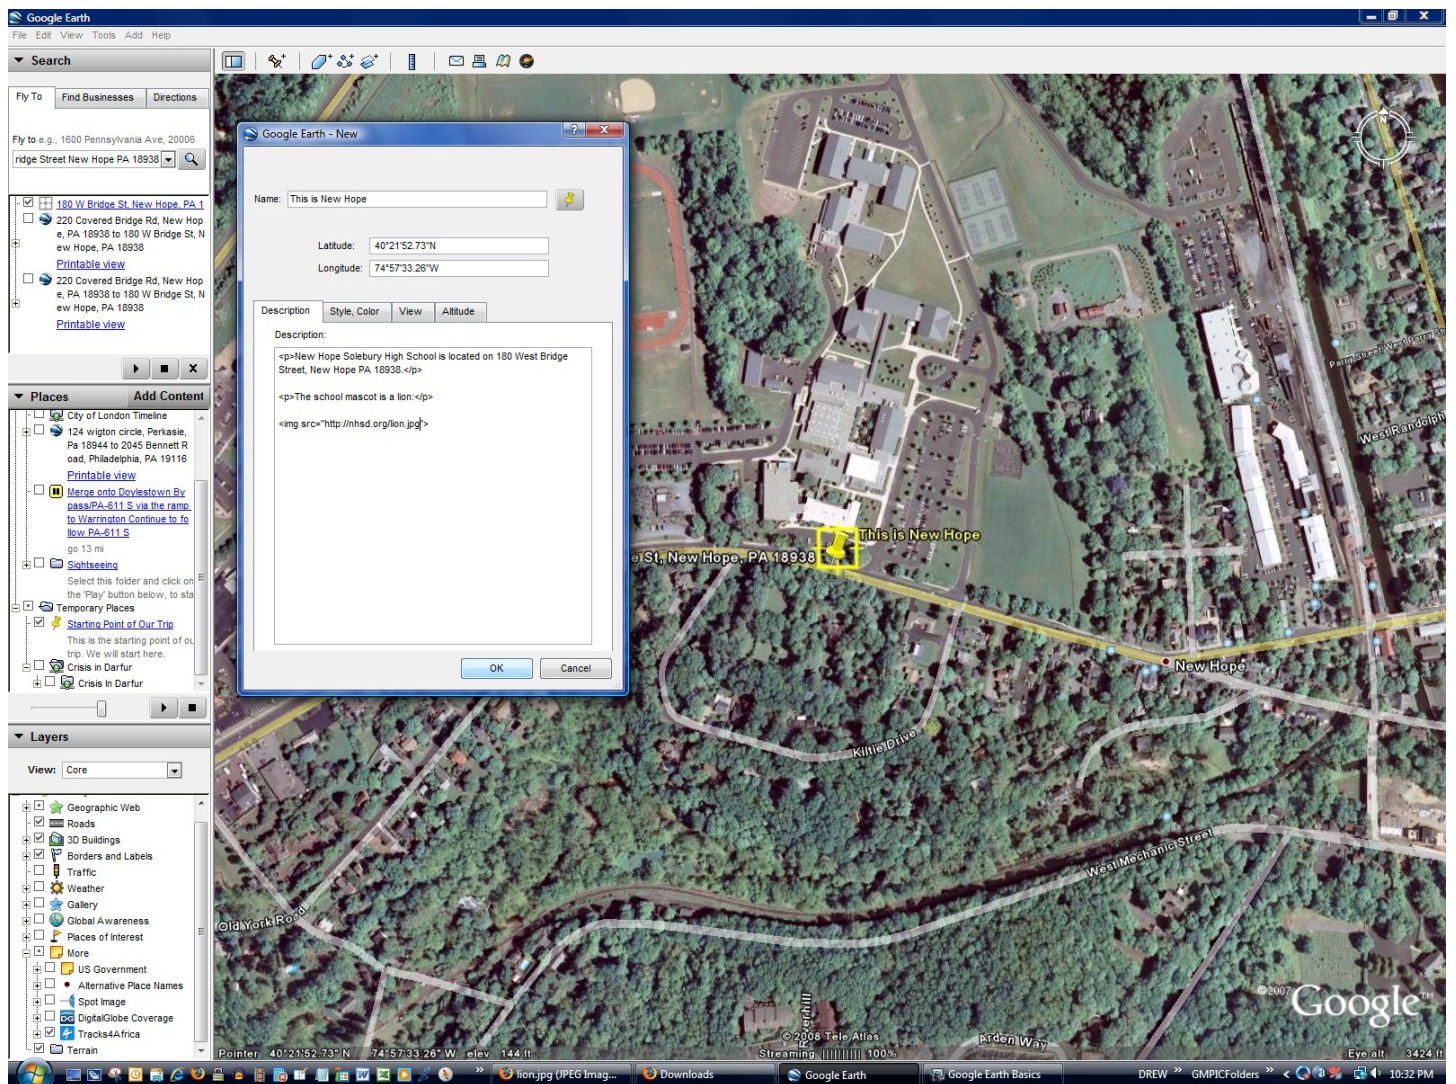 Google Earth
File Edit View Tools Add Help
Search
Fly To
Find Businesses
Directions
Fly to e.g., 1600 Pennsylvania Ave, 20006
ridge Street New Hope PA 18938
180 W Bridge St, New Hope, PA 1
220 Covered Bridge Rd, New Hop
e, PA 18938 to 180 W Bridge St, N
ew Hope, PA 18938
Printable view
220 Covered Bridge Rd, New Hop
e, PA 18938 to 180 W Bridge St, N
ew Hope, PA 18938
Printable view
Places
Add Content
City of London Timeline
124 wigton circle, Perkasie,
Pa 18944 to 2045 Bennett R
oad, Philadelphia, PA 19116
Printable view
Merge onto Doylestown By
pass/PA-611 S via the ramp
to Warrington Continue to fo
llow PA-611 S
go 13 mi
Sightseeing
Select this folder and click on
the 'Play' button below, to sta
Temporary Places
Starting Point of Our Trip
This is the starting point of ou
trip. We will start here.
Crisis in Darfur
Crisis In Darfur
Layers
View: Core
Geographic Web
Roads
3D Buildings
Borders and Labels
Traffic
Weather
Gallery
Global Awareness
Places of Interest
More
US Government
Alternative Place Names
Spot Image
DG DigitalGlobe Coverage
Tracks4Africa
Terrain
Google Earth - New
Name: This is New Hope
Latitude: 40°21'52.73"N
Longitude: 74°57'33.26"W
Description
Style, Color
View
Altitude
Description:
<p>New Hope Solebury High School is located on 180 West Bridge
Street, New Hope PA 18938.</p>
<p>The school mascot is a lion:</p>
<img src="http://nhsd.org/lion.jpg">
OK
Cancel
N
This is New Hope
e St, New Hope, PA 18938
New Hope
Parry Street West Parry Str
West Randolph
Kiltie Drive
West Mechanic Street
Old York Road
Riverhill
Arden Way
©2007 Google™
© 2008 Tele Atlas
Pointer 40°21'52.73" N 74°57'33.26" W elev 144 ft
Streaming |||||||||| 100%
Eye alt 3424 ft
lion.jpg (JPEG Imag...
Downloads
Google Earth
Google Earth Basics
DREW
GMPICFolders
10:32 PM